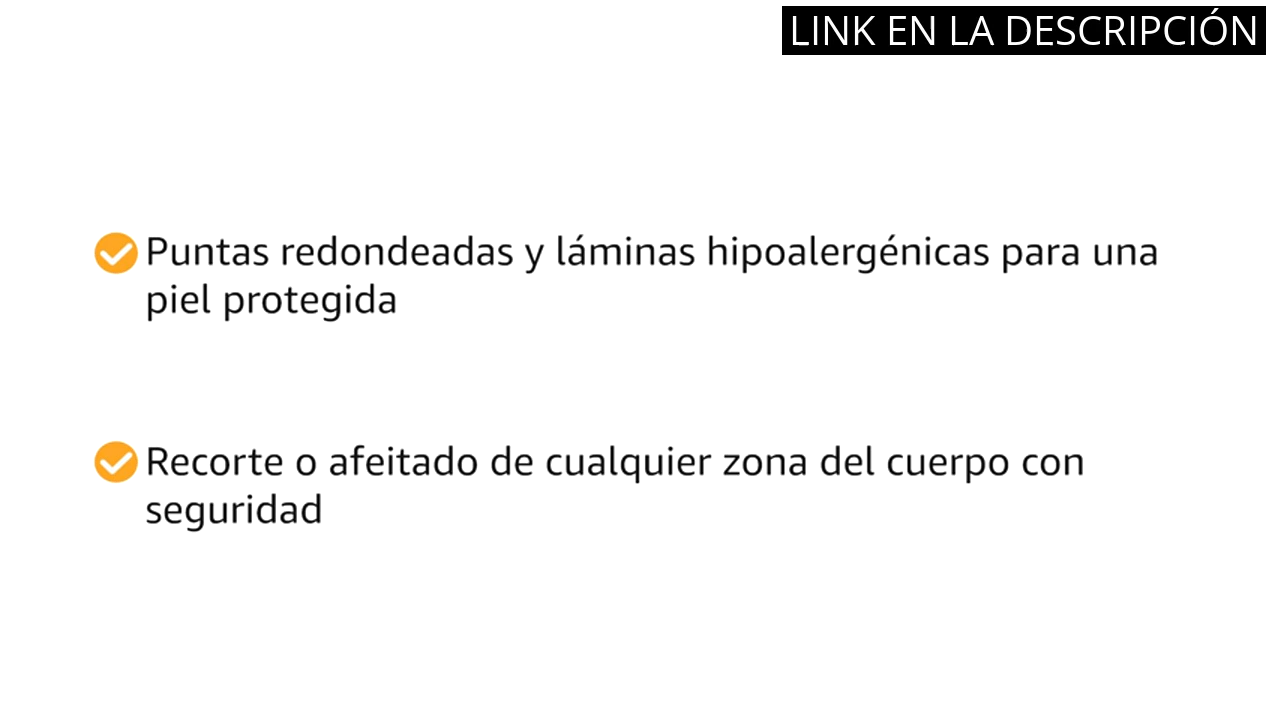 LINK EN LA DESCRIPCIÓN
Puntas redondeadas y láminas hipoalergénicas para una
piel protegida
Recorte o afeitado de cualquier zona del cuerpo con
seguridad